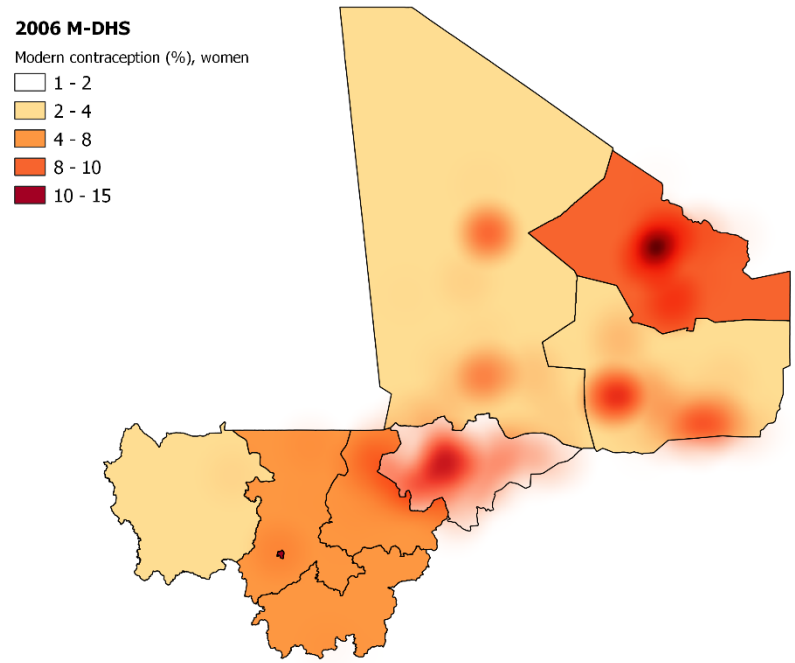 2006 M-DHS
Modern contraception (%), women
1 - 2
2 - 4
4 - 8
8 - 10
10 - 15